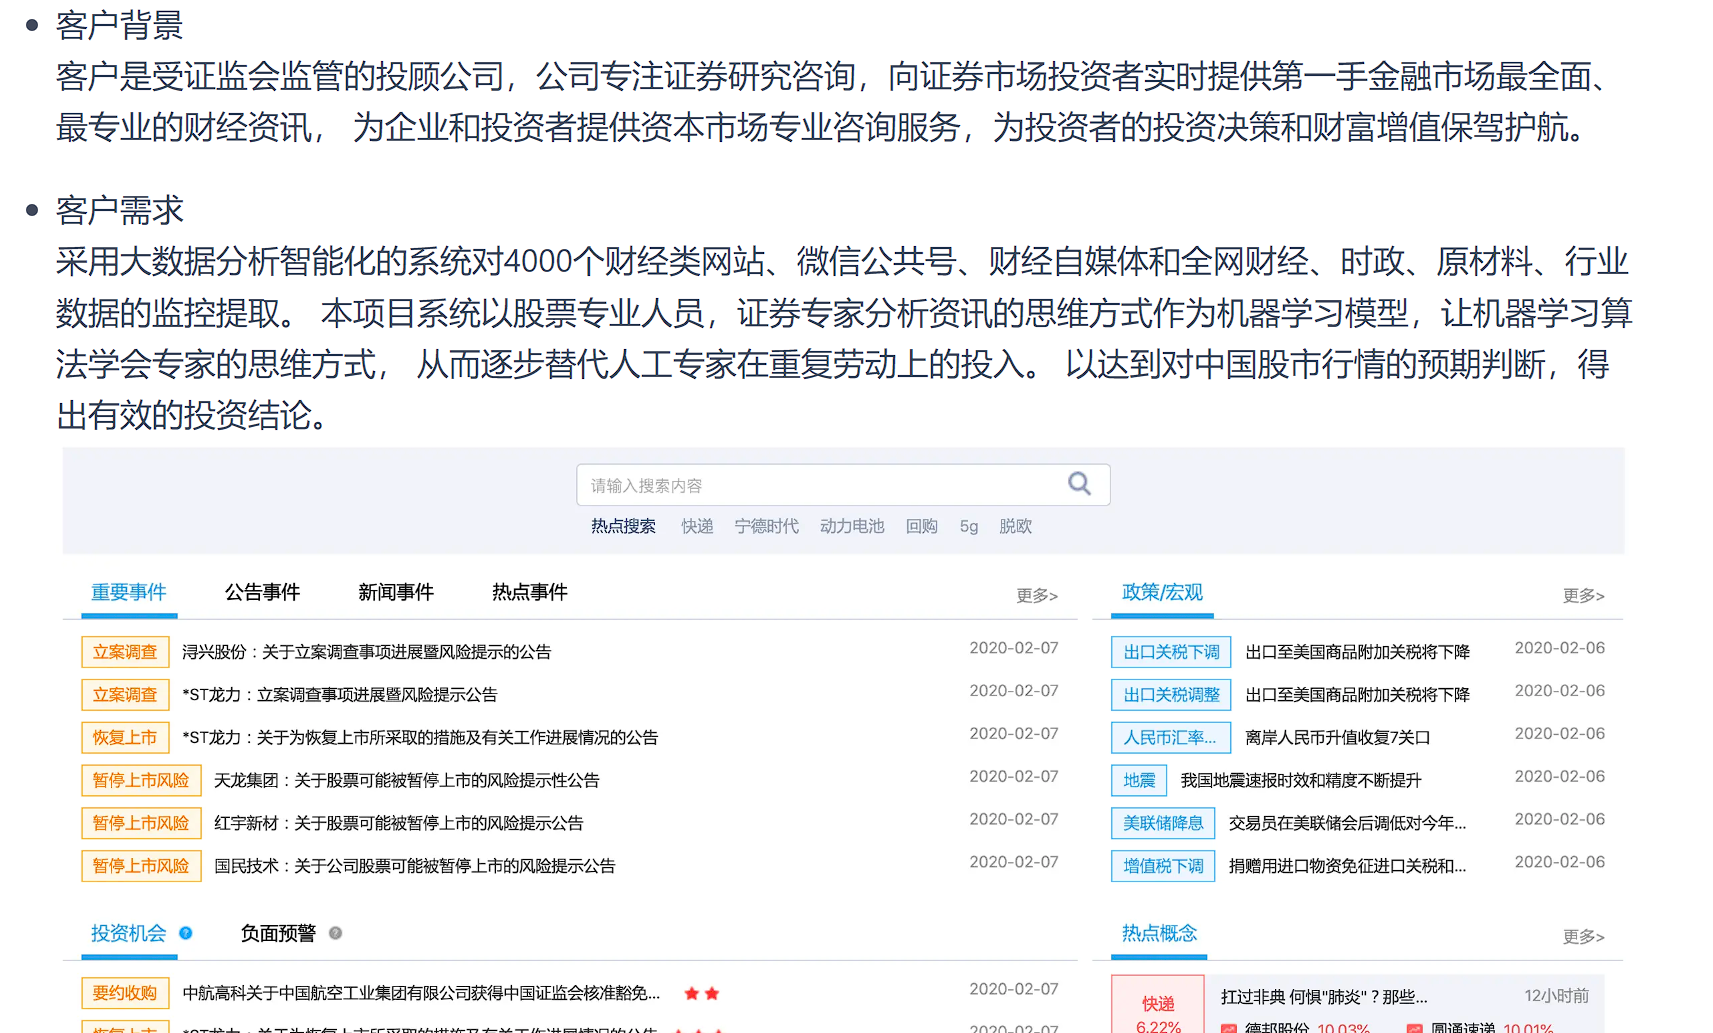 客户背景
客户是受证监会监管的投顾公司，公司专注证券研究咨询，向证券市场投资者实时提供第一手金融市场最全面、
最专业的财经资讯， 为企业和投资者提供资本市场专业咨询服务，为投资者的投资决策和财富增值保驾护航。
客户需求
采用大数据分析智能化的系统对4000个财经类网站、微信公共号、财经自媒体和全网财经、时政、原材料、行业
数据的监控提取。 本项目系统以股票专业人员，证券专家分析资讯的思维方式作为机器学习模型，让机器学习算
法学会专家的思维方式， 从而逐步替代人工专家在重复劳动上的投入。 以达到对中国股市行情的预期判断，得
出有效的投资结论。
请输入搜索内容
热点搜索 快递 宁德时代 动力电池 回购 5g 脱欧
重要事件 公告事件 新闻事件 热点事件 更多>
立案调查 浔兴股份：关于立案调查事项进展暨风险提示的公告 2020-02-07
立案调查 *ST龙力：立案调查事项进展暨风险提示公告 2020-02-07
恢复上市 *ST龙力：关于为恢复上市所采取的措施及有关工作进展情况的公告 2020-02-07
暂停上市风险 天龙集团：关于股票可能被暂停上市的风险提示性公告 2020-02-07
暂停上市风险 红宇新材：关于股票可能被暂停上市的风险提示公告 2020-02-07
暂停上市风险 国民技术：关于公司股票可能被暂停上市的风险提示公告 2020-02-07
政策/宏观 更多>
出口关税下调 出口至美国商品附加关税将下降 2020-02-06
出口关税调整 出口至美国商品附加关税将下降 2020-02-06
人民币汇率... 离岸人民币升值收复7关口 2020-02-06
地震 我国地震速报时效和精度不断提升 2020-02-06
美联储降息 交易员在美联储会后调低对今年... 2020-02-06
增值税下调 捐赠用进口物资免征进口关税和... 2020-02-06
投资机会 ? 负面预警 ?
要约收购 中航高科关于中国航空工业集团有限公司获得中国证监会核准豁免... 2020-02-07
恢复上市 *ST龙力：关于为恢复上市所采取的措施及有关工作进展情况的公告 2020-02-07
热点概念 更多>
快递
6.22%
扛过非典 何惧"肺炎"？那些... 12小时前
德邦股份 10.03% 圆通速递 10.01%